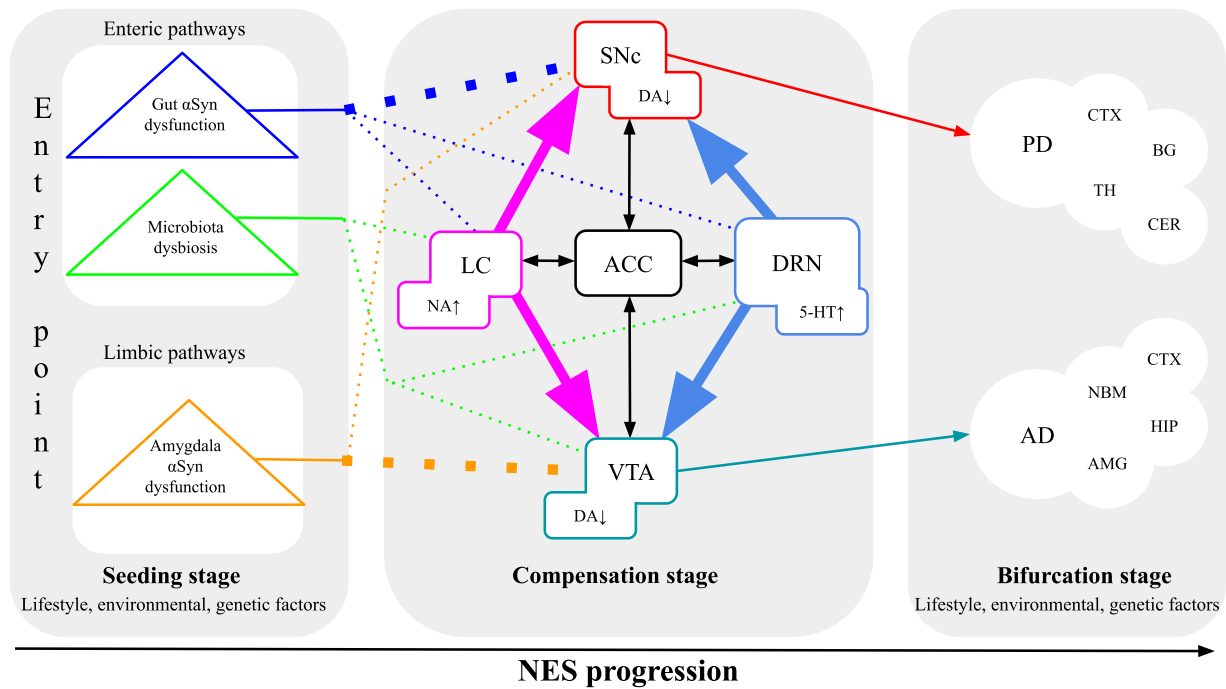 Entry point
Enteric pathways
Gut αSyn
dysfunction
Microbiota
dysbiosis
Limbic pathways
Amygdala
αSyn
dysfunction
Seeding stage
Lifestyle, environmental, genetic factors
SNc
DA↓
LC
NA↑
ACC
DRN
5-HT↑
VTA
DA↓
Compensation stage
PD
CTX
BG
TH
CER
AD
CTX
NBM
HIP
AMG
Bifurcation stage
Lifestyle, environmental, genetic factors
NES progression